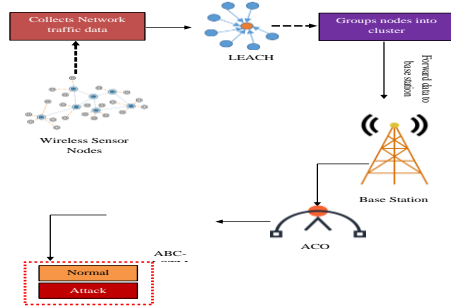 Collects Network
traffic data
LEACH
Groups nodes into
cluster
Forward data to
base station
Wireless Sensor
Nodes
Base Station
ACO
ABC-
Normal
Attack